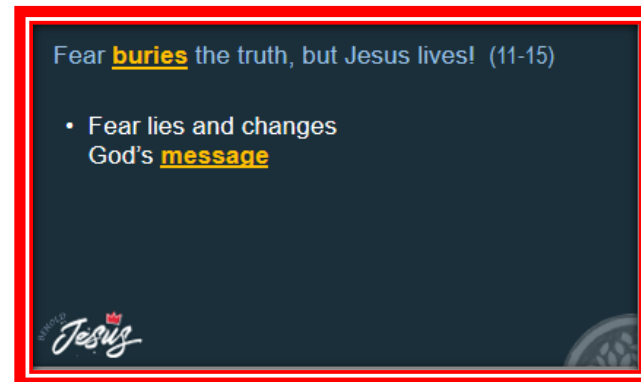 Fear buries the truth, but Jesus lives! (11-15)
• Fear lies and changes
God's message
BEHOLD
Jesus